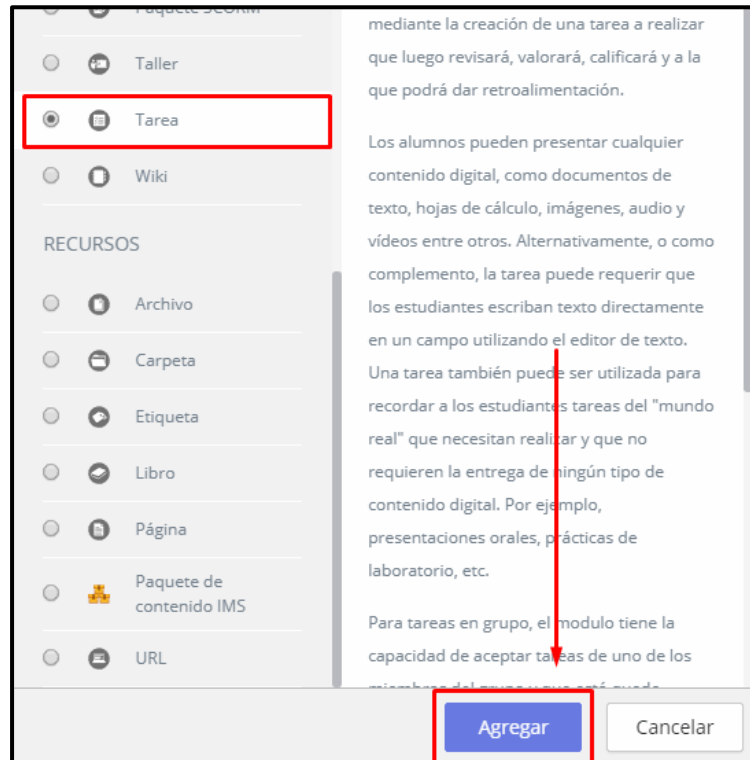 Paquete SCORM
Taller
Tarea
Wiki
RECURSOS
Archivo
Carpeta
Etiqueta
Libro
Página
Paquete de
contenido IMS
URL
mediante la creación de una tarea a realizar
que luego revisará, valorará, calificará y a la
que podrá dar retroalimentación.
Los alumnos pueden presentar cualquier
contenido digital, como documentos de
texto, hojas de cálculo, imágenes, audio y
vídeos entre otros. Alternativamente, o como
complemento, la tarea puede requerir que
los estudiantes escriban texto directamente
en un campo utilizando el editor de texto.
Una tarea también puede ser utilizada para
recordar a los estudiantes tareas del "mundo
real" que necesitan realizar y que no
requieren la entrega de ningún tipo de
contenido digital. Por ejemplo,
presentaciones orales, prácticas de
laboratorio, etc.
Para tareas en grupo, el modulo tiene la
capacidad de aceptar tareas de uno de los
miembros del grupo y que
Agregar
Cancelar